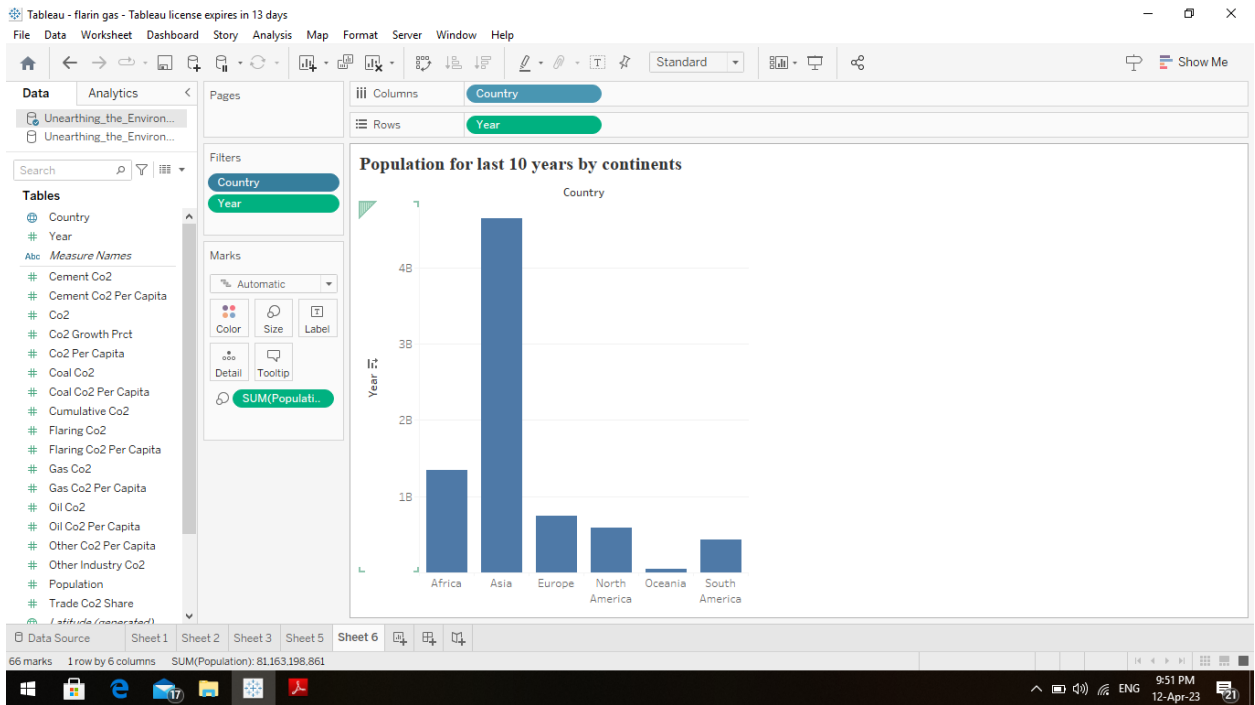 Tableau - flarin gas - Tableau license expires in 13 days
File Data Worksheet Dashboard Story Analysis Map Format Server Window Help
Standard
Show Me
Data Analytics
Unearthing_the_Environ...
Unearthing_the_Environ...
Search
Tables
Country
Year
Abc Measure Names
Cement Co2
Cement Co2 Per Capita
Co2
Co2 Growth Prct
Co2 Per Capita
Coal Co2
Coal Co2 Per Capita
Cumulative Co2
Flaring Co2
Flaring Co2 Per Capita
Gas Co2
Gas Co2 Per Capita
Oil Co2
Oil Co2 Per Capita
Other Co2 Per Capita
Other Industry Co2
Population
Trade Co2 Share
Latitude (generated)
Pages
Filters
Country
Year
Marks
Automatic
Color Size Label
Detail Tooltip
SUM(Populati..
Columns Country
Rows Year
Population for last 10 years by continents
Country
4B
3B
2B
1B
Year
Africa Asia Europe North America Oceania South America
Data Source Sheet 1 Sheet 2 Sheet 3 Sheet 5 Sheet 6
66 marks 1 row by 6 columns SUM(Population): 81,163,198,861
17
ENG
9:51 PM
12-Apr-23
21